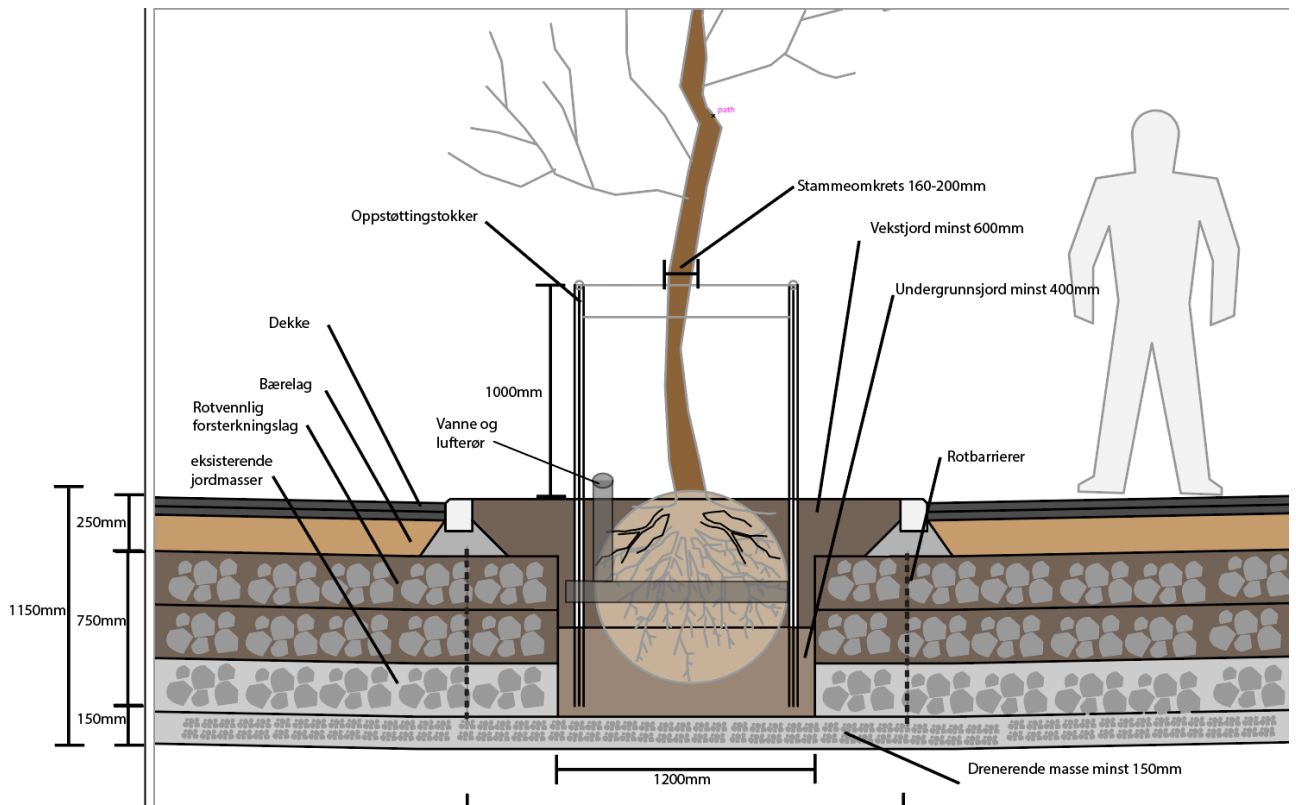 path
Stammeomkrets 160-200mm
Oppstøttingstokker
Vekstjord minst 600mm
Undergrunnsjord minst 400mm
Dekke
Bærelag
1000mm
Rotvennlig
forsterkningslag
Vanne og
lufterør
eksisterende
jordmasser
Rotbarrierer
250mm
1150mm
750mm
150mm
Drenerende masse minst 150mm
1200mm